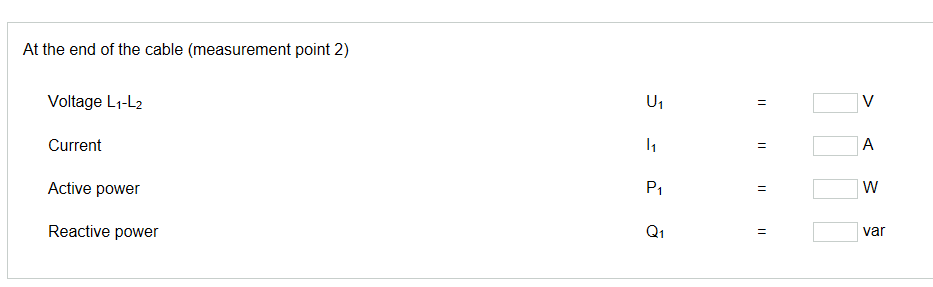 At the end of the cable (measurement point 2)
Voltage L₁-L₂ U₁ = V
Current I₁ = A
Active power P₁ = W
Reactive power Q₁ = var